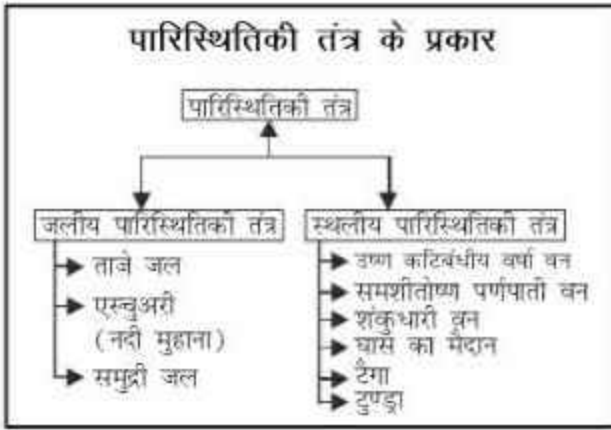 पारिस्थितिकी तंत्र के प्रकार
पारिस्थितिकी तंत्र
जलीय पारिस्थितिकी तंत्र
ताजे जल
एस्चुअरी
(नदी मुहाना)
समुद्री जल
स्थलीय पारिस्थितिकी तंत्र
उष्ण कटिबंधीय वर्षा वन
समशीतोष्ण पर्णपाती वन
शंकुधारी वन
घास का मैदान
टैगा
टुण्ड्रा